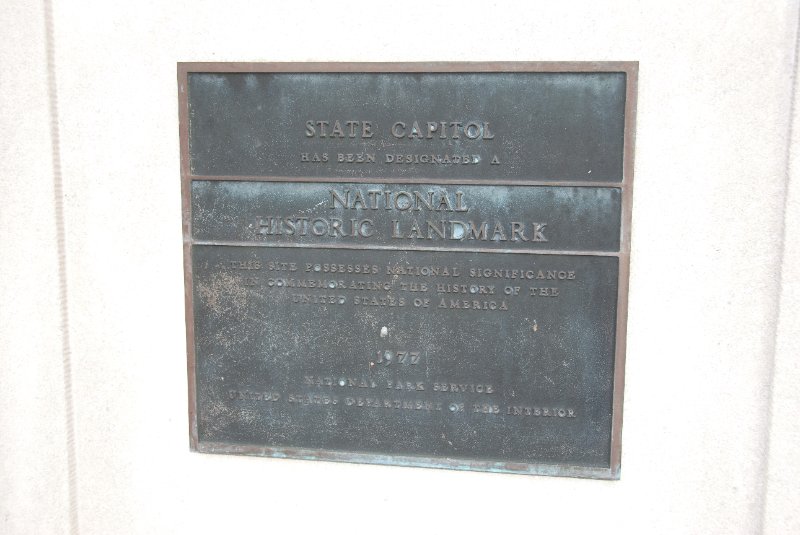 STATE CAPITOL
HAS BEEN DESIGNATED A
NATIONAL
HISTORIC LANDMARK
THIS SITE POSSESSES NATIONAL SIGNIFICANCE
IN COMMEMORATING THE HISTORY OF THE
UNITED STATES OF AMERICA
1977
NATIONAL PARK SERVICE
UNITED STATES DEPARTMENT OF THE INTERIOR